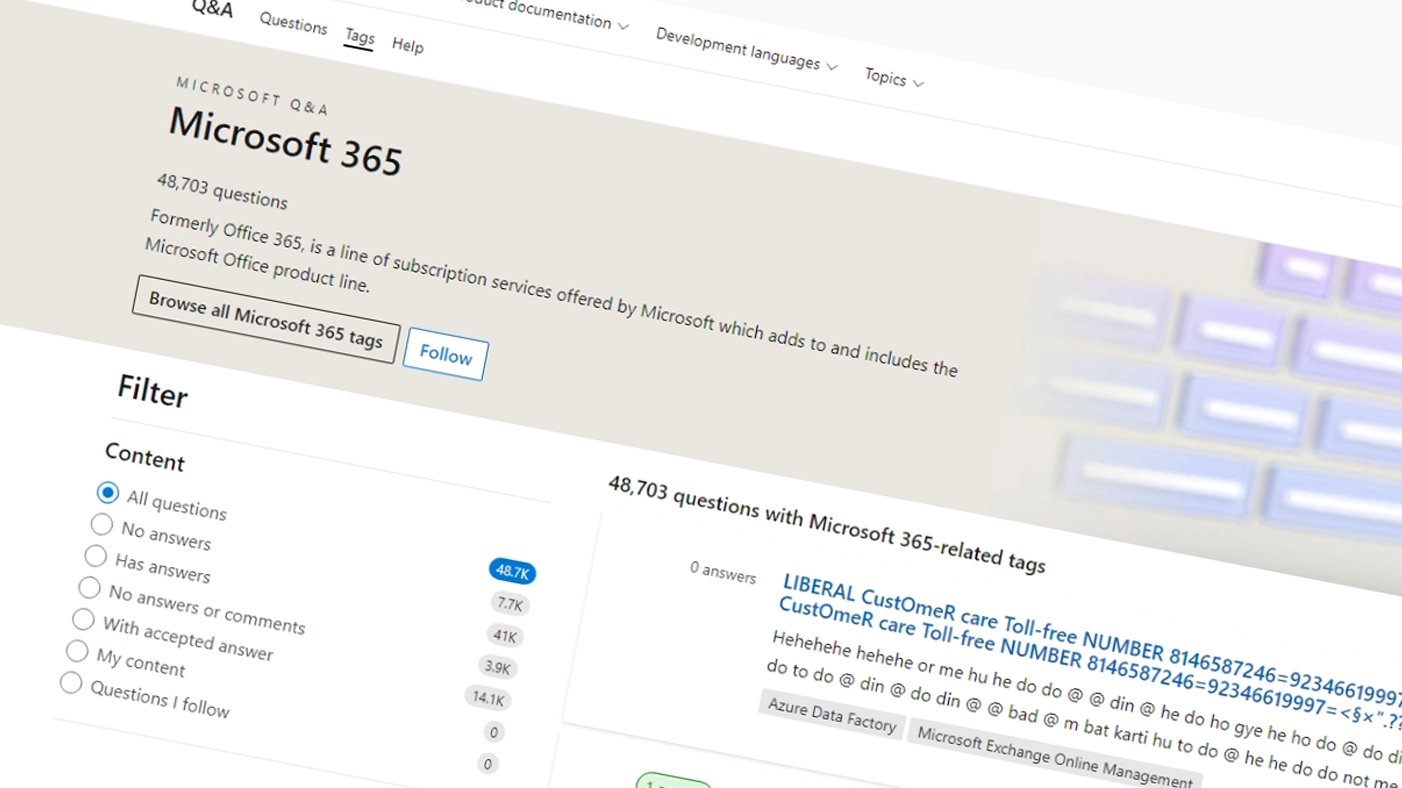 documentation
Development languages
Topics
Q&A
Questions
Tags
Help
MICROSOFT Q&A
Microsoft 365
48,703 questions
Formerly Office 365, is a line of subscription services offered by Microsoft which adds to and includes the
Microsoft Office product line.
Browse all Microsoft 365 tags
Follow
Filter
Content
All questions
48.7K
No answers
7.7K
Has answers
41K
No answers or comments
3.9K
With accepted answer
14.1K
My content
0
Questions I follow
0
48,703 questions with Microsoft 365-related tags
0 answers
LIBERAL CustOmeR care Toll-free NUMBER 8146587246=92346619997
CustOmeR care Toll-free NUMBER 8146587246=92346619997=<§×".??
Hehehehe hehehe or me hu he do do @ @ din @ he do ho gye he ho do @ do di
do to do @ din @ do din @ @ bad @ m bat karti hu to do @ he he do do not me
Azure Data Factory
Microsoft Exchange Online Management